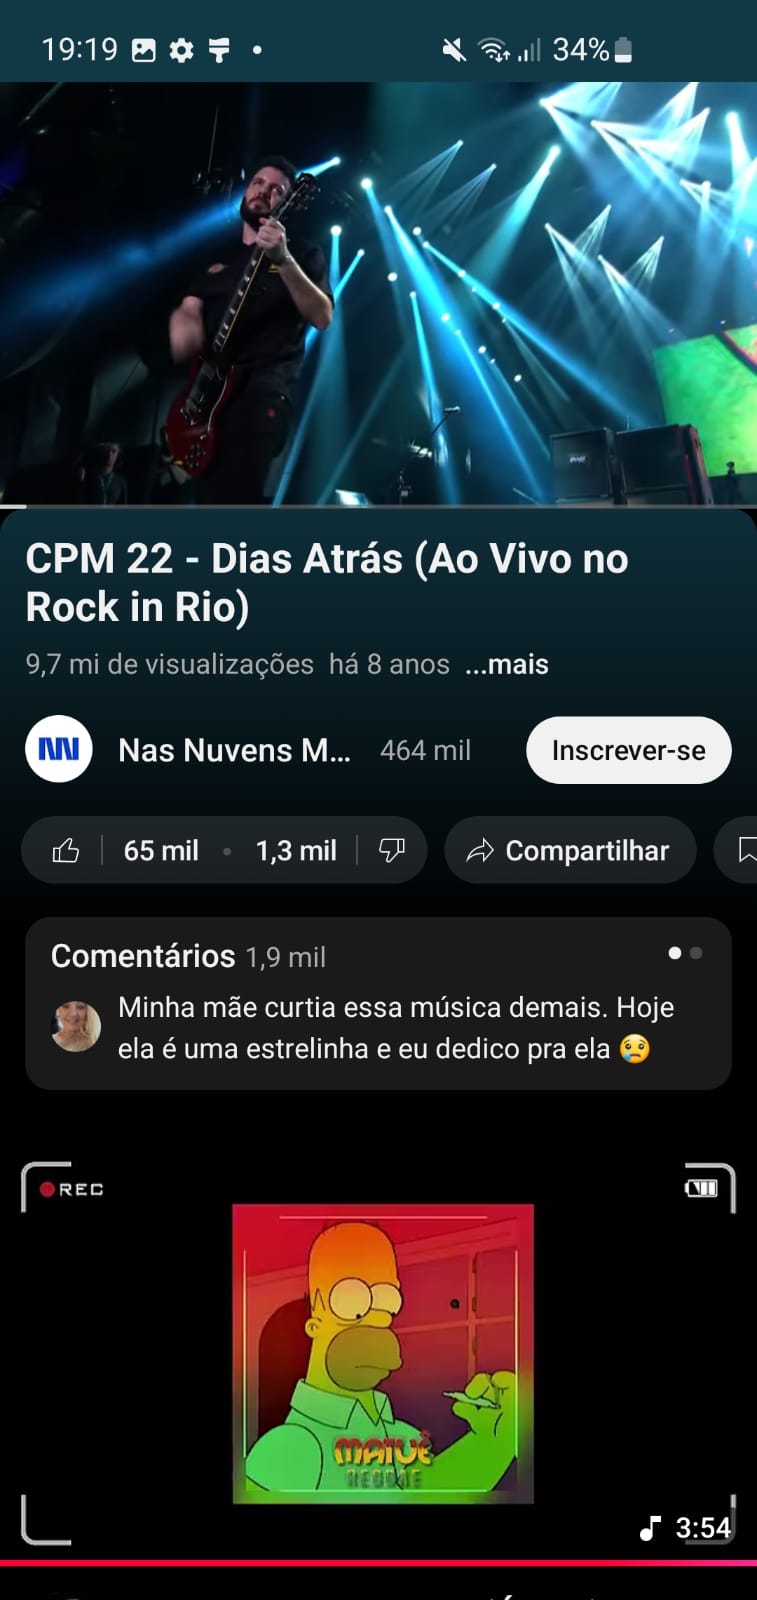 19:19
34%
CPM 22 - Dias Atrás (Ao Vivo no
Rock in Rio)
9,7 mi de visualizações há 8 anos ...mais
Nas Nuvens M... 464 mil
Inscrever-se
65 mil • 1,3 mil
Compartilhar
Comentários 1,9 mil
Minha mãe curtia essa música demais. Hoje
ela é uma estrelinha e eu dedico pra ela 😢
REC
MATUÊ
REGGAE
3:54